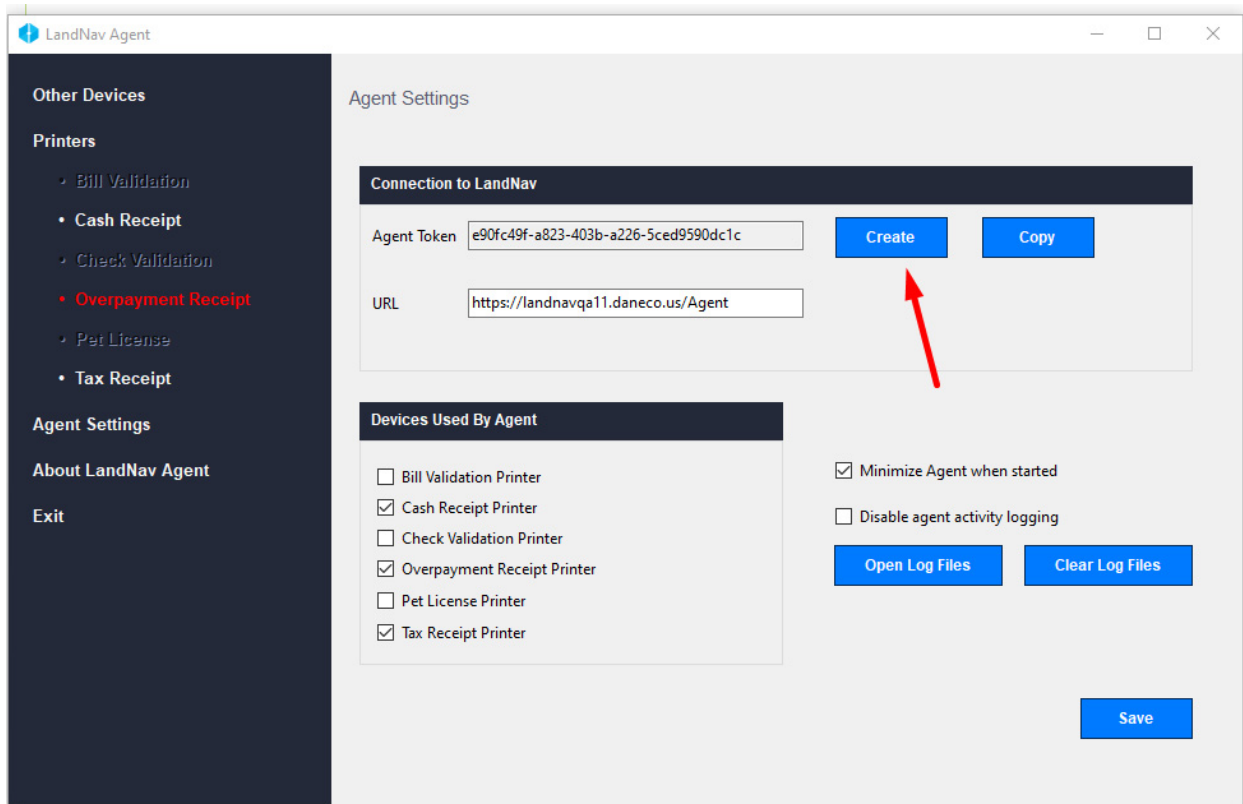 LandNav Agent
Other Devices
Printers
• Bill Validation
• Cash Receipt
• Check Validation
• Overpayment Receipt
• Pet License
• Tax Receipt
Agent Settings
About LandNav Agent
Exit
Agent Settings
Connection to LandNav
Agent Token e90fc49f-a823-403b-a226-5ced9590dc1c Create Copy
URL https://landnavqa11.daneco.us/Agent
Devices Used By Agent
Bill Validation Printer
Cash Receipt Printer
Check Validation Printer
Overpayment Receipt Printer
Pet License Printer
Tax Receipt Printer
Minimize Agent when started
Disable agent activity logging
Open Log Files Clear Log Files
Save